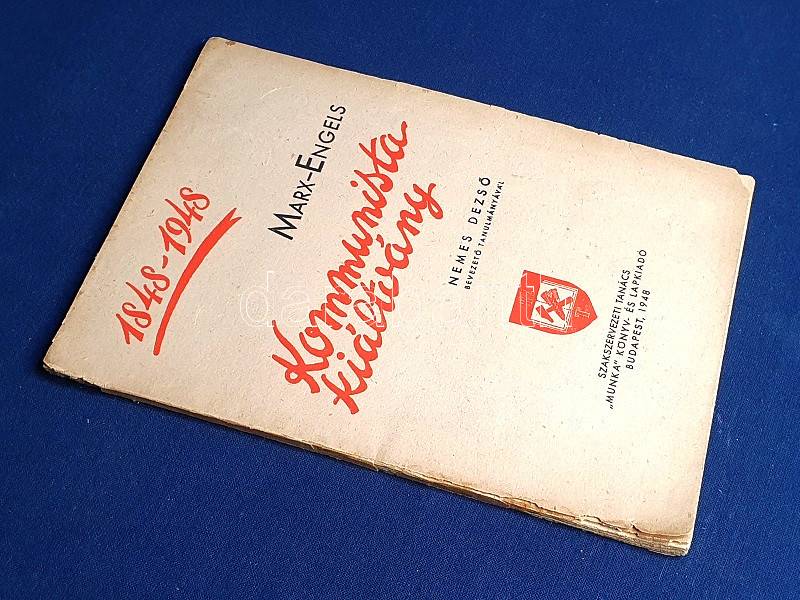 1848-1948
MARX-ENGELS
Kommunista
kiáltvány
NEMES DEZSŐ
BEVEZETŐ TANULMÁNYÁVAL
SZAKSZERVEZETI TANÁCS
„MUNKA" KÖNYV- ÉS LAPKIADÓ
BUDAPEST, 1948